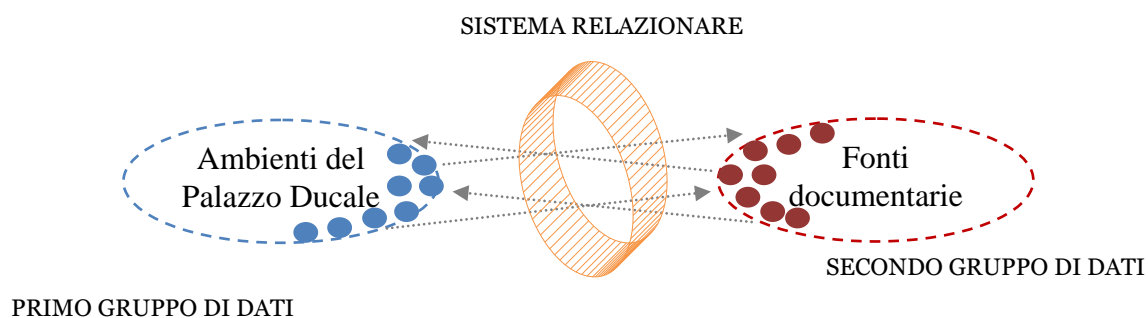 SISTEMA RELAZIONARE
Ambienti del
Palazzo Ducale
Fonti
documentarie
SECONDO GRUPPO DI DATI
PRIMO GRUPPO DI DATI